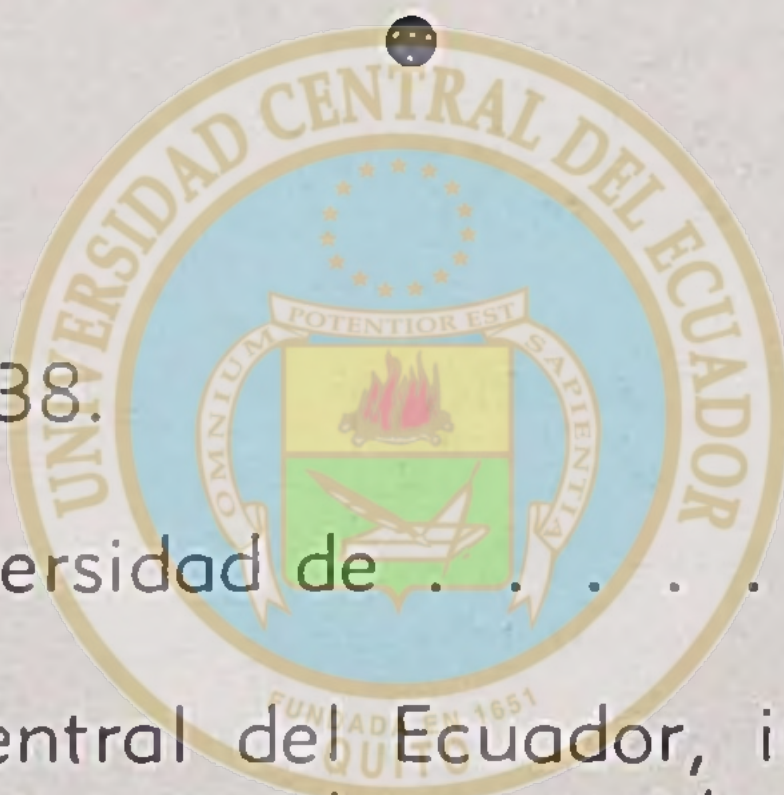 UNIVERSIDAD CENTRAL DEL ECUADOR
POTENTIOR EST
OMNIUM
SAPIENTIA
38.
ersidad de . . . . .
FUNDADA EN 1651
QUITO
entral del Ecuador, i